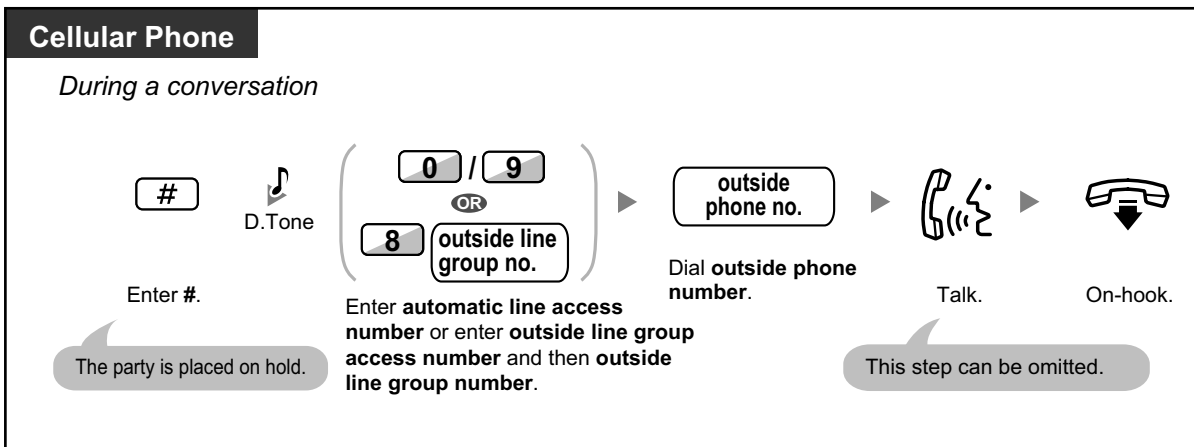 Cellular Phone
During a conversation
#
D.Tone
0 / 9
OR
8 outside line
group no.
outside
phone no.
Enter #.
The party is placed on hold.
Enter automatic line access
number or enter outside line group
access number and then outside
line group number.
Dial outside phone
number.
Talk.
On-hook.
This step can be omitted.